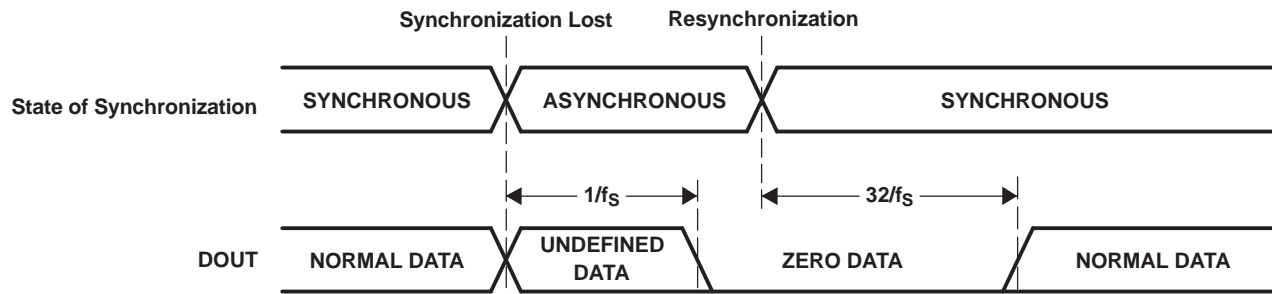 Synchronization Lost
Resynchronization
State of Synchronization
SYNCHRONOUS
ASYNCHRONOUS
SYNCHRONOUS
1/fS
32/fS
DOUT
NORMAL DATA
UNDEFINED
DATA
ZERO DATA
NORMAL DATA